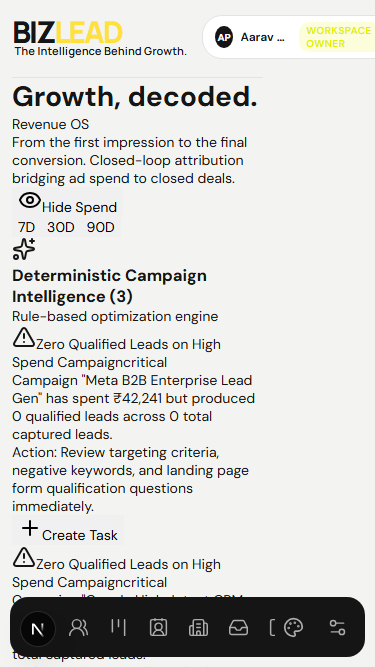 BIZLEAD
The Intelligence Behind Growth.
AP Aarav ... WORKSPACE
OWNER
Growth, decoded.
Revenue OS
From the first impression to the final
conversion. Closed-loop attribution
bridging ad spend to closed deals.
Hide Spend
7D 30D 90D
Deterministic Campaign
Intelligence (3)
Rule-based optimization engine
Zero Qualified Leads on High
Spend Campaigncritical
Campaign "Meta B2B Enterprise Lead
Gen" has spent ₹42,241 but produced
0 qualified leads across 0 total
captured leads.
Action: Review targeting criteria,
negative keywords, and landing page
form qualification questions
immediately.
Create Task
Zero Qualified Leads on High
Spend Campaigncritical
N